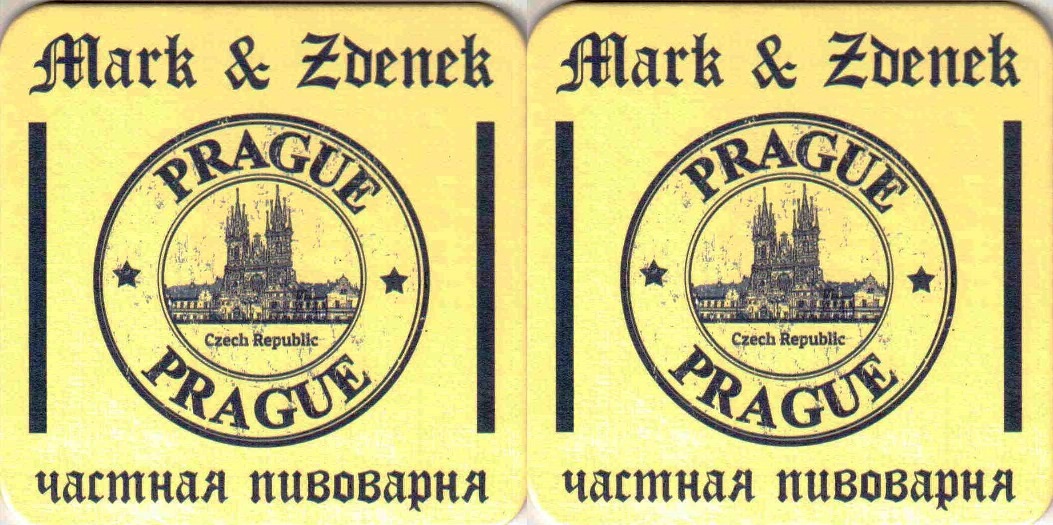 Mark & Zdenek
PRAGUE
Czech Republic
PRAGUE
частная пивоварня
Mark & Zdenek
PRAGUE
Czech Republic
PRAGUE
частная пивоварня